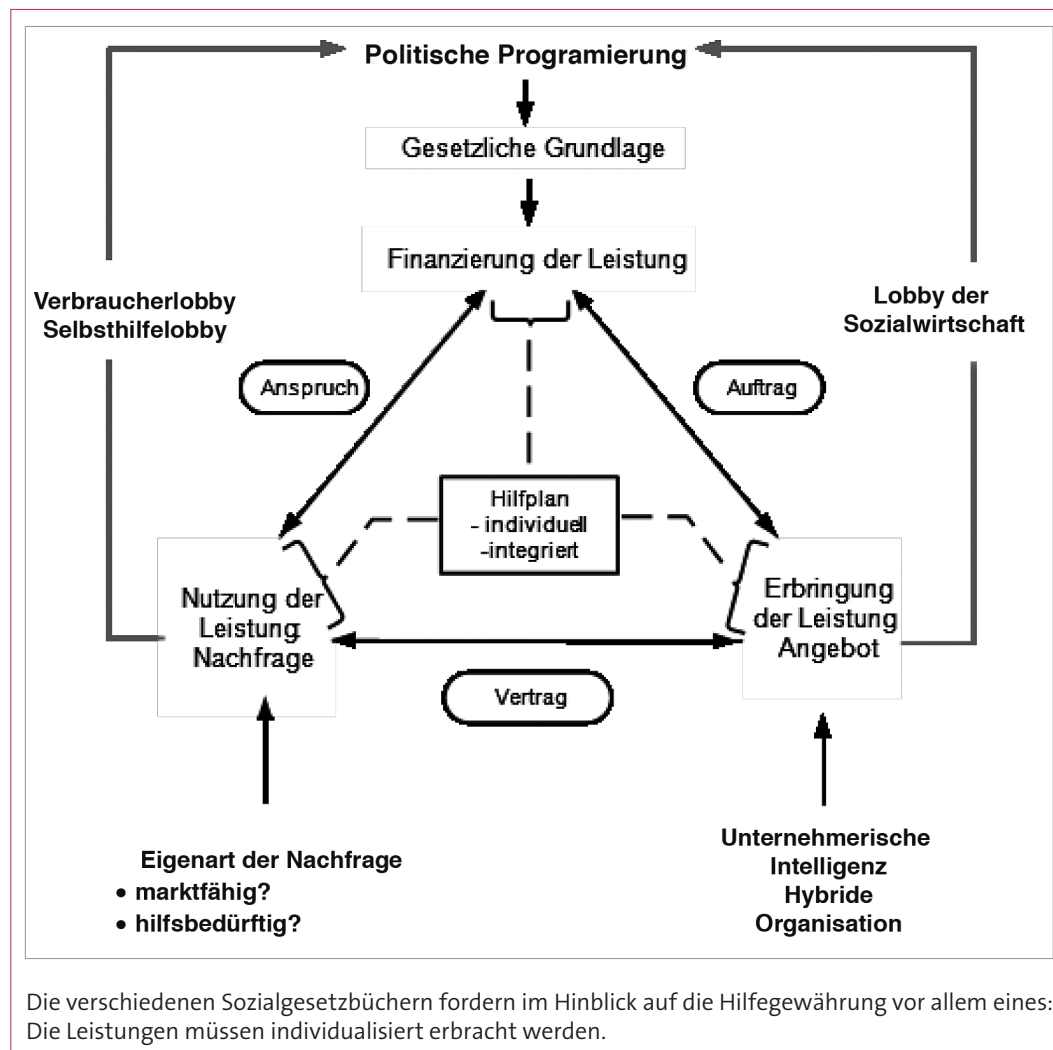 Politische Programierung
Gesetzliche Grundlage
Finanzierung der Leistung
Verbraucherlobby
Selbsthilfelobby
Lobby der
Sozialwirtschaft
Anspruch
Auftrag
Hilfplan
- individuell
-integriert
Nutzung der
Leistung
Nachfrage
Erbringung
der Leistung
Angebot
Vertrag
Eigenart der Nachfrage
• marktfähig?
• hilfsbedürftig?
Unternehmerische
Intelligenz
Hybride
Organisation
Die verschiedenen Sozialgesetzbüchern fordern im Hinblick auf die Hilfegewährung vor allem eines:
Die Leistungen müssen individualisiert erbracht werden.